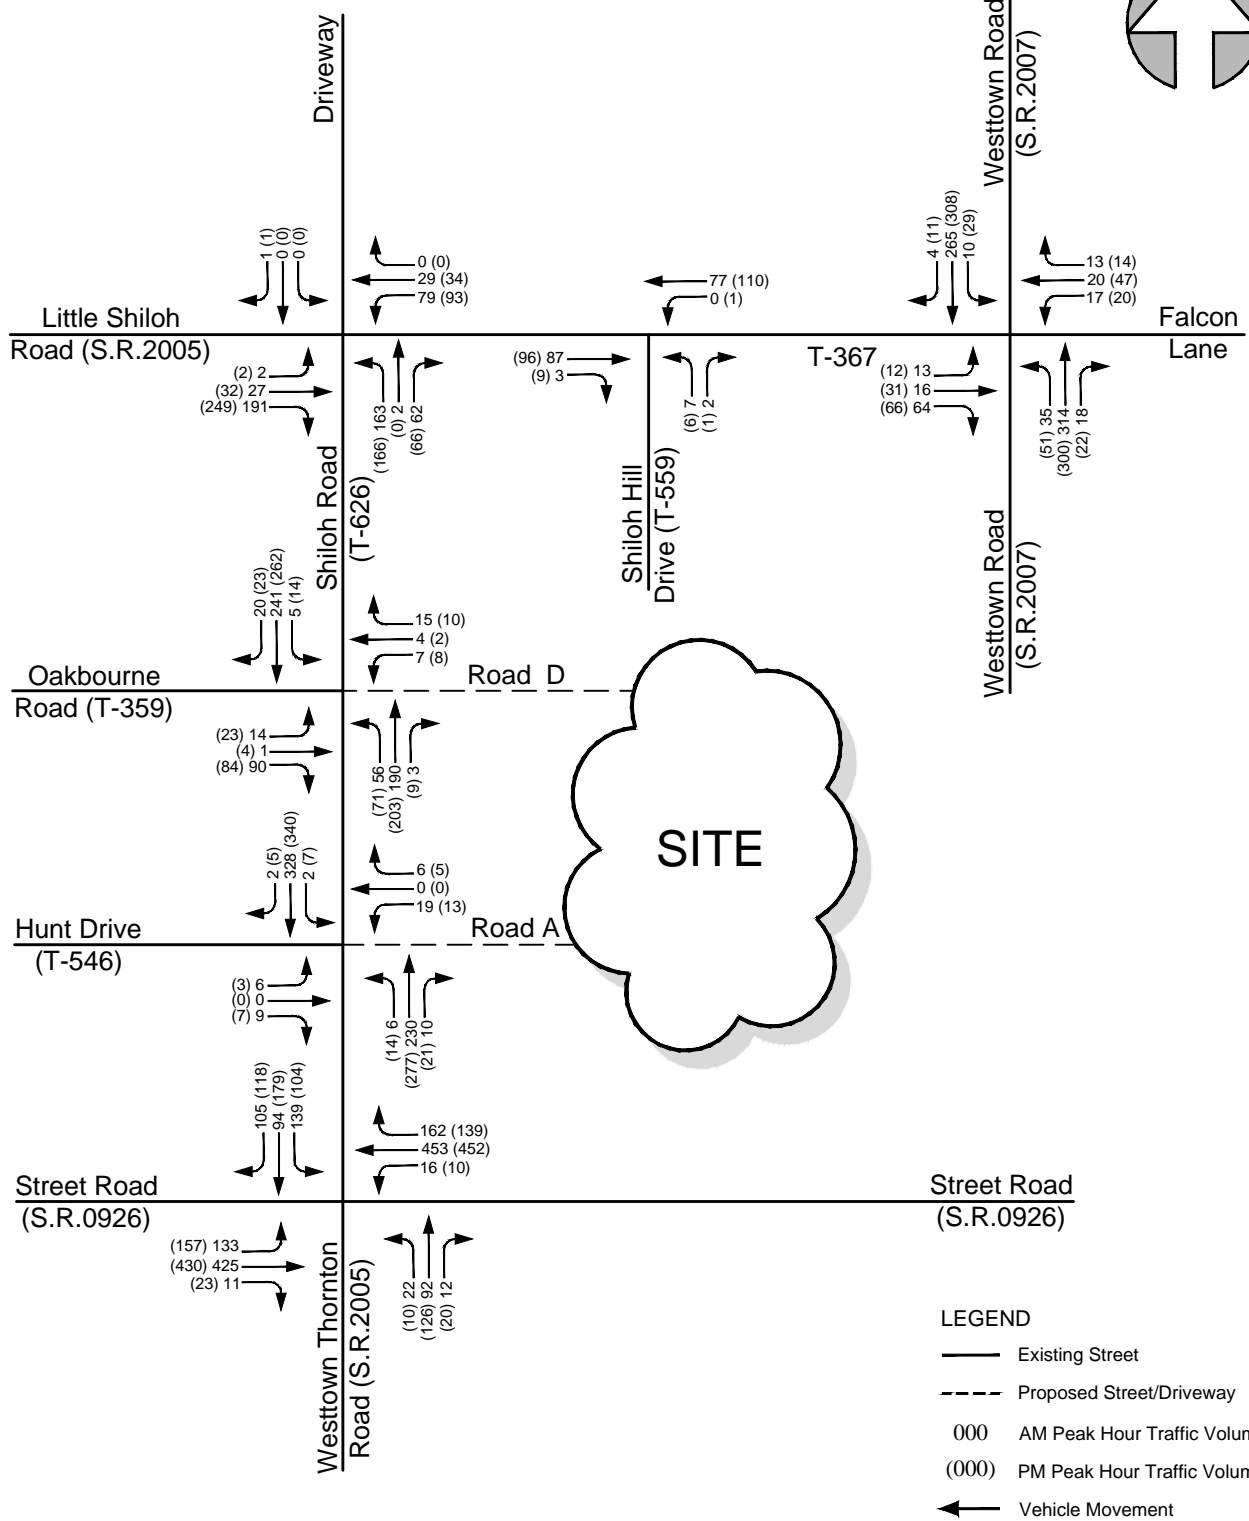 Driveway
Westtown Road
(S.R.2007)
1 (1)
0 (0)
0 (0)
0 (0)
29 (34)
79 (93)
77 (110)
0 (1)
4 (11)
265 (308)
10 (29)
13 (14)
20 (47)
17 (20)
Little Shiloh
Road (S.R.2005)
T-367
Falcon
Lane
(2) 2
(32) 27
(249) 191
(166) 163
(0) 2
(66) 62
(96) 87
(9) 3
(6) 7
(1) 2
(12) 13
(31) 16
(66) 64
(51) 35
(300) 314
(22) 18
Shiloh Road
(T-626)
Shiloh Hill
Drive (T-559)
Westtown Road
(S.R.2007)
20 (23)
241 (262)
5 (14)
15 (10)
4 (2)
7 (8)
Oakbourne
Road (T-359)
Road D
(23) 14
(4) 1
(84) 90
(71) 56
(203) 190
(9) 3
SITE
2 (5)
328 (340)
2 (7)
6 (5)
0 (0)
19 (13)
Hunt Drive
(T-546)
Road A
(3) 6
(0) 0
(7) 9
(14) 6
(277) 230
(21) 10
105 (118)
94 (179)
139 (104)
162 (139)
453 (452)
16 (10)
Street Road
(S.R.0926)
Street Road
(S.R.0926)
(157) 133
(430) 425
(23) 11
(10) 22
(126) 92
(20) 12
Westtown Thornton
Road (S.R.2005)
LEGEND
Existing Street
Proposed Street/Driveway
000 AM Peak Hour Traffic
(000) PM Peak Hour Traffic
Vehicle Movement